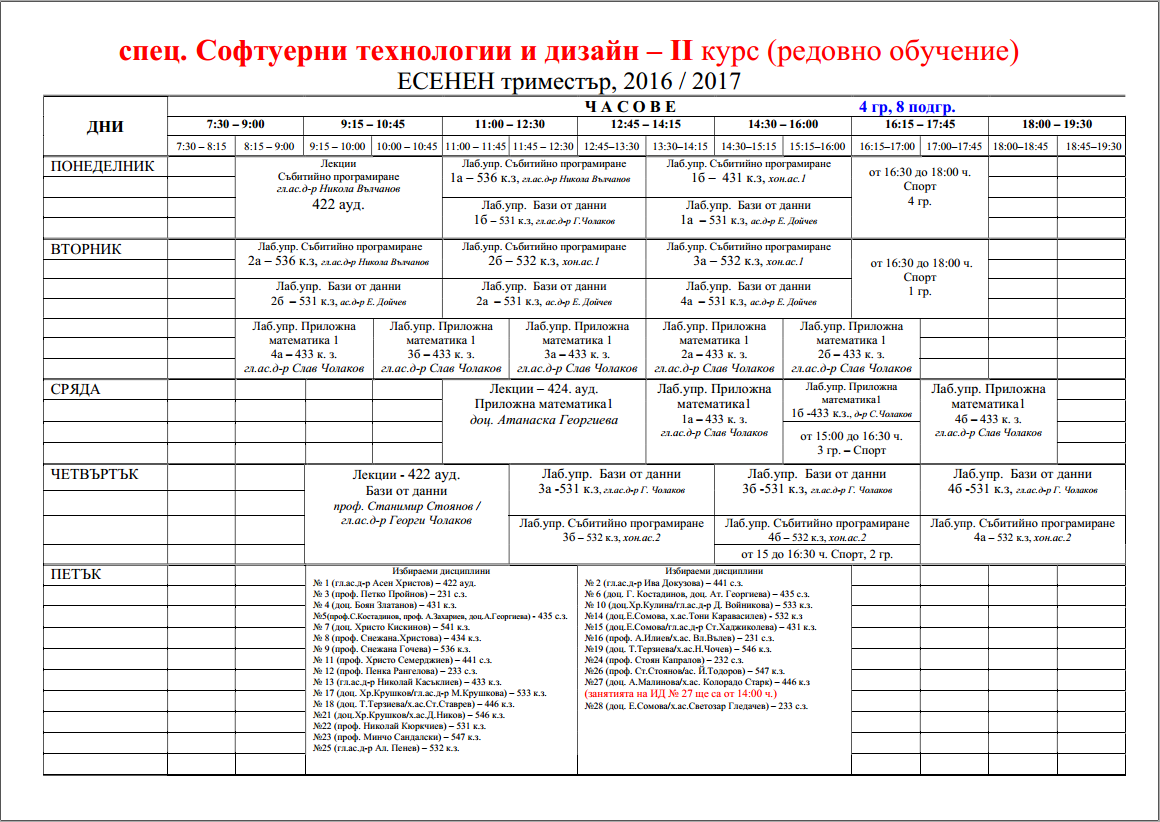 спец. Софтуерни технологии и дизайн – II курс (редовно обучение)
ЕСЕНЕН триместър, 2016 / 2017
ДНИ
Ч А С О В Е
4 гр, 8 подгр.
7:30 – 9:00
9:15 – 10:45
11:00 – 12:30
12:45 – 14:15
14:30 – 16:00
16:15 – 17:45
18:00 – 19:30
7:30 – 8:15
8:15 – 9:00
9:15 – 10:00
10:00 – 10:45
11:00 – 11:45
11:45 – 12:30
12:45–13:30
13:30–14:15
14:30–15:15
15:15–16:00
16:15–17:00
17:00–17:45
18:00–18:45
18:45–19:30
ПОНЕДЕЛНИК
Лекции
Събитийно програмиране
гл.ас.д-р Никола Вълчанов
422 ауд.
Лаб.упр. Събитийно програмиране
1а – 536 к.з, гл.ас.д-р Никола Вълчанов
Лаб.упр. Събитийно програмиране
1б – 431 к.з, хон.ас.1
от 16:30 до 18:00 ч.
Спорт
4 гр.
Лаб.упр. Бази от данни
1б – 531 к.з, гл.ас.д-р Г.Чолаков
Лаб.упр. Бази от данни
1а – 531 к.з, ас.д-р Е. Дойчев
ВТОРНИК
Лаб.упр. Събитийно програмиране
2а – 536 к.з, гл.ас.д-р Никола Вълчанов
Лаб.упр. Събитийно програмиране
2б – 532 к.з, хон.ас.1
Лаб.упр. Събитийно програмиране
3а – 532 к.з, хон.ас.1
от 16:30 до 18:00 ч.
Спорт
1 гр.
Лаб.упр. Бази от данни
2б – 531 к.з, ас.д-р Е. Дойчев
Лаб.упр. Бази от данни
2а – 531 к.з, ас.д-р Е. Дойчев
Лаб.упр. Бази от данни
4а – 531 к.з, ас.д-р Е. Дойчев
Лаб.упр. Приложна
математика 1
4а – 433 к. з.
гл.ас.д-р Слав Чолаков
Лаб.упр. Приложна
математика 1
3б – 433 к. з.
гл.ас.д-р Слав Чолаков
Лаб.упр. Приложна
математика 1
3а – 433 к. з.
гл.ас.д-р Слав Чолаков
Лаб.упр. Приложна
математика 1
2а – 433 к. з.
гл.ас.д-р Слав Чолаков
Лаб.упр. Приложна
математика 1
2б – 433 к. з.
гл.ас.д-р Слав Чолаков
СРЯДА
Лекции – 424. ауд.
Приложна математика1
доц. Атанаска Георгиева
Лаб.упр. Приложна
математика1
1а – 433 к. з.
гл.ас.д-р Слав Чолаков
Лаб.упр. Приложна
математика1
1б -433 к.з., д-р С.Чолаков
от 15:00 до 16:30 ч.
3 гр. – Спорт
Лаб.упр. Приложна
математика1
4б – 433 к. з.
гл.ас.д-р Слав Чолаков
ЧЕТВЪРТЪК
Лекции - 422 ауд.
Бази от данни
проф. Станимир Стоянов /
гл.ас.д-р Георги Чолаков
Лаб.упр. Бази от данни
3а -531 к.з, гл.ас.д-р Г. Чолаков
Лаб.упр. Бази от данни
3б -531 к.з, гл.ас.д-р Г. Чолаков
Лаб.упр. Бази от данни
4б -531 к.з, гл.ас.д-р Г. Чолаков
Лаб.упр. Събитийно програмиране
3б – 532 к.з, хон.ас.2
Лаб.упр. Събитийно програмиране
4б – 532 к.з, хон.ас.2
от 15 до 16:30 ч. Спорт, 2 гр.
Лаб.упр. Събитийно програмиране
4а – 532 к.з, хон.ас.2
ПЕТЪК
Избираеми дисциплини
№ 1 (гл.ас.д-р Асен Христов) – 422 ауд.
№ 3 (проф. Петко Пройнов) – 231 с.з.
№ 4 (доц. Боян Златанов) – 431 к.з.
№5(проф.С.Костадинов, проф. А.Захариев, доц.А.Георгиева) - 435 с.з.
№ 7 (доц. Христо Кискинов) – 541 к.з.
№ 8 (проф. Снежана.Христова) – 434 к.з.
№ 9 (проф. Снежана Гочева) – 536 к.з.
№ 11 (проф. Христо Семерджиев) – 441 с.з.
№ 12 (проф. Пенка Рангелова) – 233 с.з.
№ 13 (гл.ас.д-р Николай Касъклиев) – 433 к.з.
№ 17 (доц. Хр.Крушков/гл.ас.д-р М.Крушкова) – 533 к.з.
№ 18 (доц. Т.Терзиева/х.ас.Ст.Ставрев) – 446 к.з.
№21 (доц.Хр.Крушков/х.ас.Д.Ников) – 546 к.з.
№22 (проф. Николай Кюркчиев) – 531 к.з.
№23 (проф. Минчо Сандалски) – 547 к.з.
№25 (гл.ас.д-р Ал. Пенев) – 532 к.з.
Избираеми дисциплини
№ 2 (гл.ас.д-р Ива Докузова) – 441 с.з.
№ 6 (доц. Г. Костадинов, доц. Ат. Георгиева) – 435 с.з.
№ 10 (доц.Хр.Кулина/гл.ас-р Д. Войникова) – 533 к.з.
№14 (доц.Е.Сомова, х.ас.Тони Каравасилев) - 532 к.з
№15 (доц.Е.Сомова/гл.ас.д-р Ст.Хаджиколева) – 431 к.з.
№16 (проф. А.Илиев/х.ас. Вл.Вълев) – 231 с.з.
№19 (доц. Т.Терзиева/х.ас.Н.Чочев) – 546 к.з.
№24 (проф. Стоян Капралов) – 232 с.з.
№26 (проф. Ст.Стоянов/ас. Й.Тодоров) – 547 к.з.
№27 (доц. А.Малинова/х.ас. Колорадо Старк) – 446 к.з
(занятията на ИД № 27 ще са от 14:00 ч.)
№28 (доц. Е.Сомова/х.ас.Светозар Гледачев) – 233 с.з.